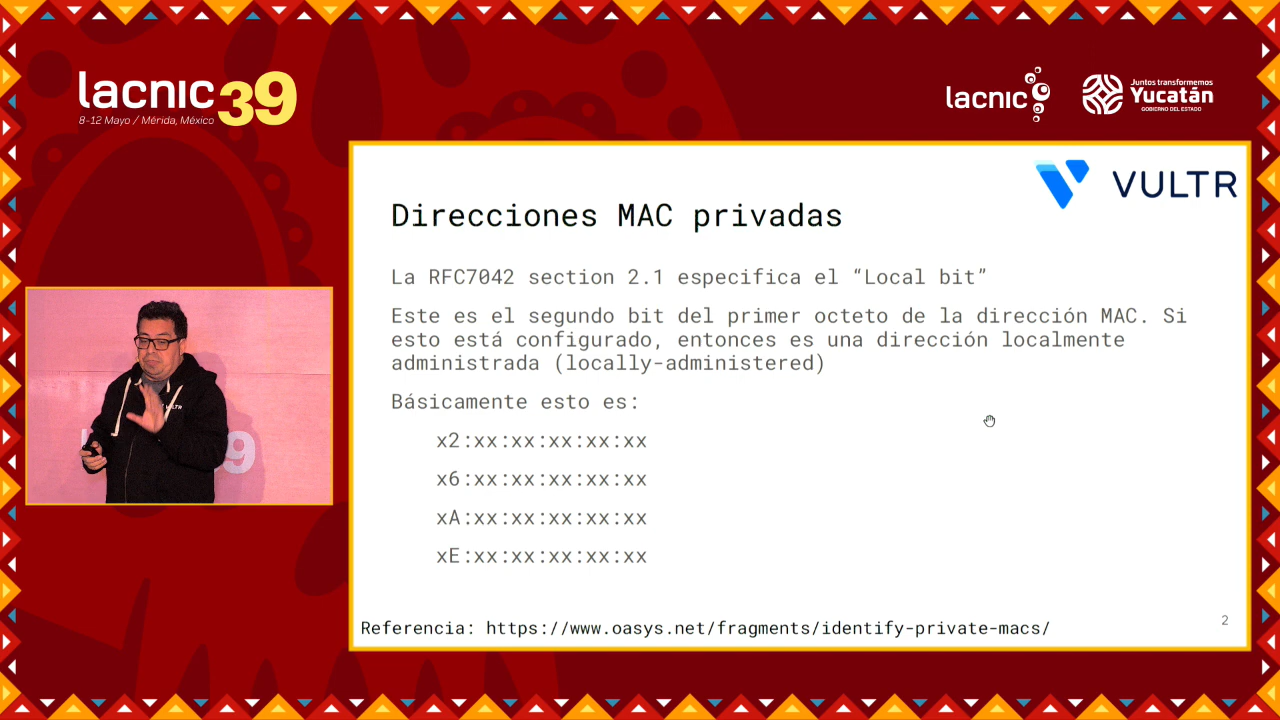 lacnic 39
8-12 Mayo / Mérida, México
lacnic
Juntos transformemos
Yucatán
GOBIERNO DEL ESTADO
VULTR
Direcciones MAC privadas
La RFC7042 section 2.1 especifica el “Local bit”
Este es el segundo bit del primer octeto de la dirección MAC. Si
esto está configurado, entonces es una dirección localmente
administrada (locally-administered)
Básicamente esto es:
x2:xx:xx:xx:xx:xx
x6:xx:xx:xx:xx:xx
xA:xx:xx:xx:xx:xx
xE:xx:xx:xx:xx:xx
Referencia: https://www.oasys.net/fragments/identify-private-macs/
2
VULTR
9